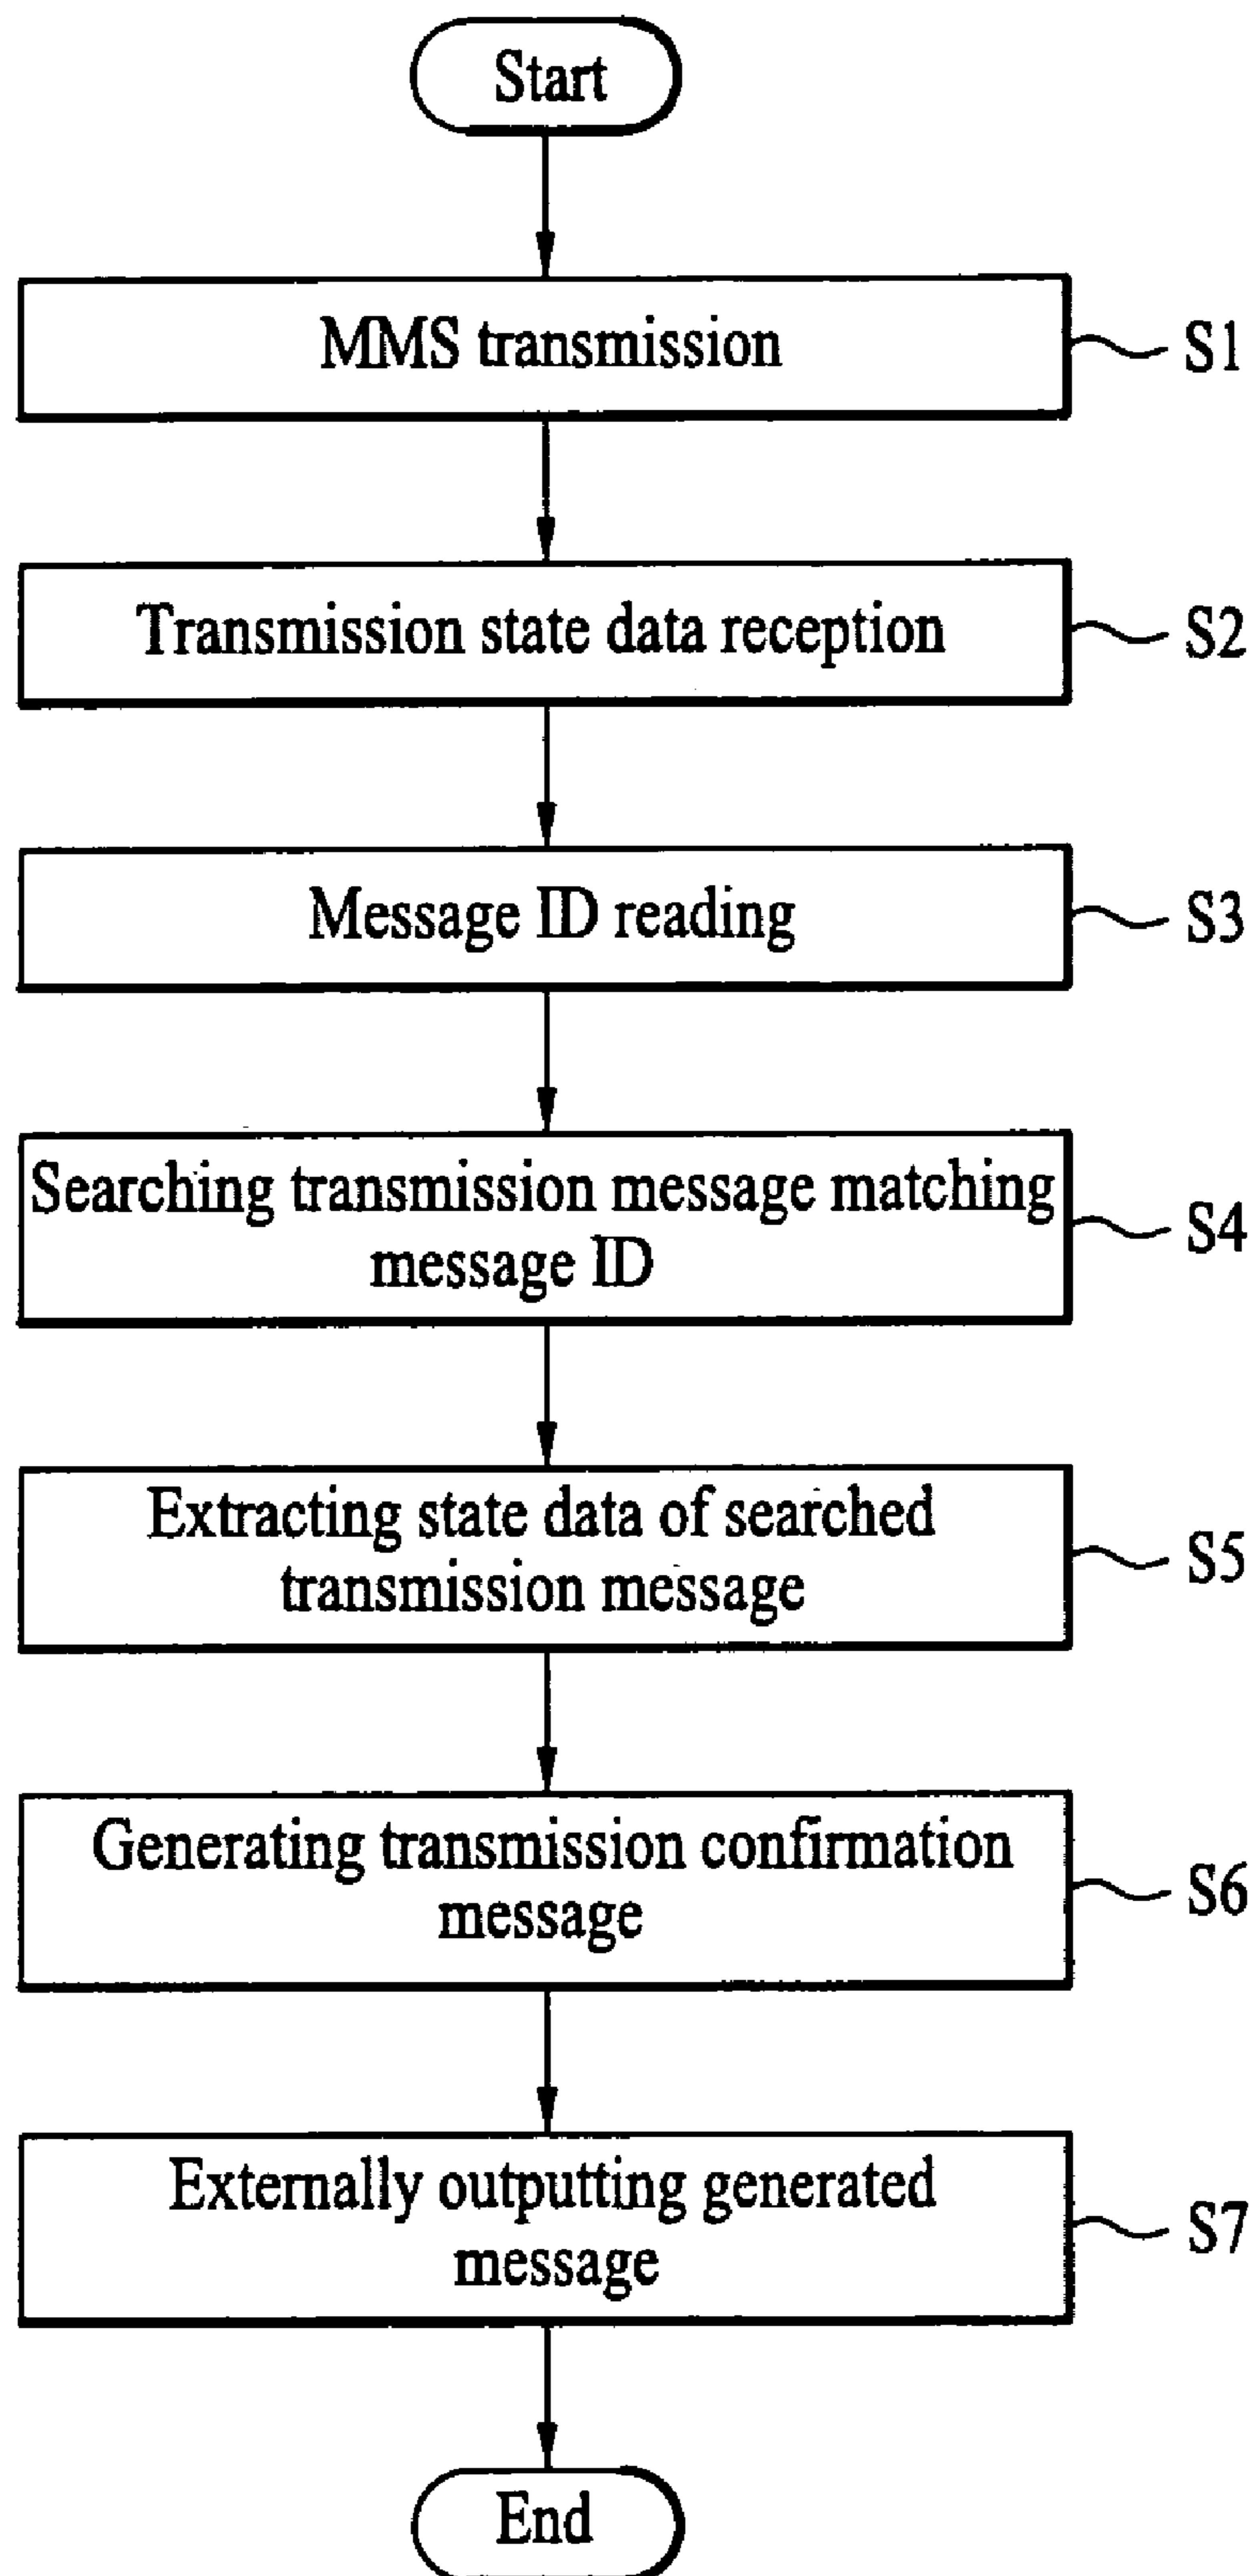 Start
MMS transmission
S1
Transmission state data reception
S2
Message ID reading
S3
Searching transmission message matching
message ID
S4
Extracting state data of searched
transmission message
S5
Generating transmission confirmation
message
S6
Externally outputting generated
message
S7
End